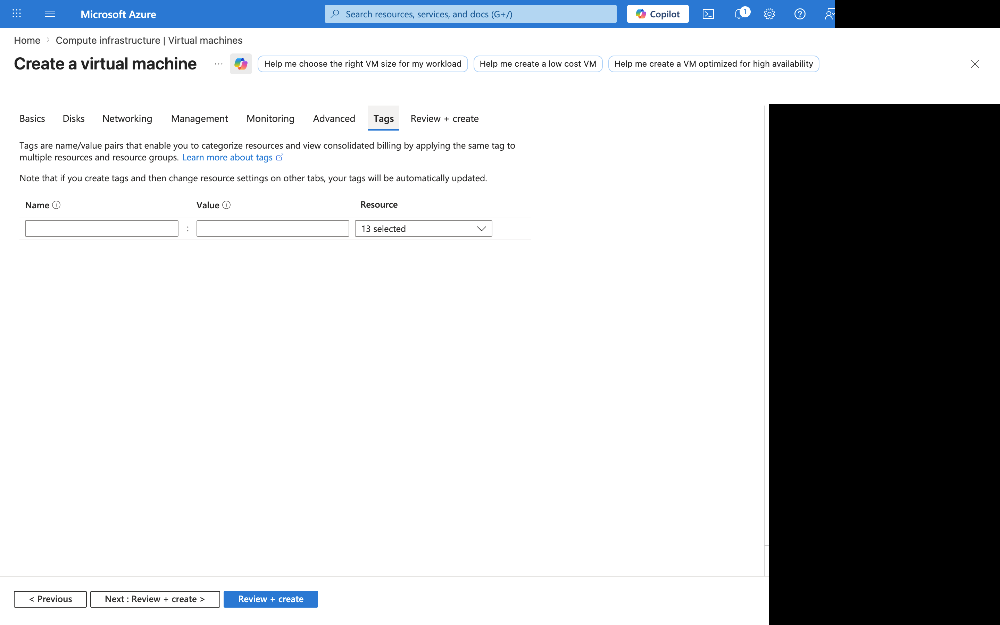 Microsoft Azure
Search resources, services, and docs (G+/)
Copilot
1
Home > Compute infrastructure | Virtual machines
Create a virtual machine
...
Help me choose the right VM size for my workload
Help me create a low cost VM
Help me create a VM optimized for high availability
Basics Disks Networking Management Monitoring Advanced Tags Review + create
Tags are name/value pairs that enable you to categorize resources and view consolidated billing by applying the same tag to
multiple resources and resource groups. Learn more about tags
Note that if you create tags and then change resource settings on other tabs, your tags will be automatically updated.
Name Value Resource
: 13 selected
< Previous
Next : Review + create >
Review + create